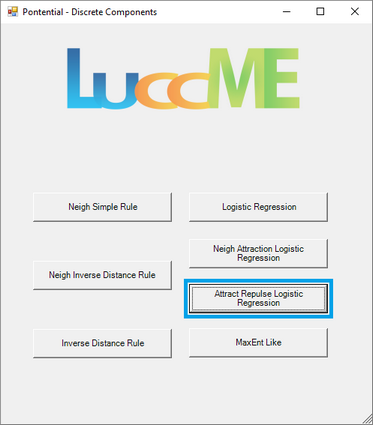 Pontential - Discrete Components
LuccME
Neigh Simple Rule
Logistic Regression
Neigh Attraction Logistic
Regression
Neigh Inverse Distance Rule
Attract Repulse Logistic
Regression
Inverse Distance Rule
MaxEnt Like